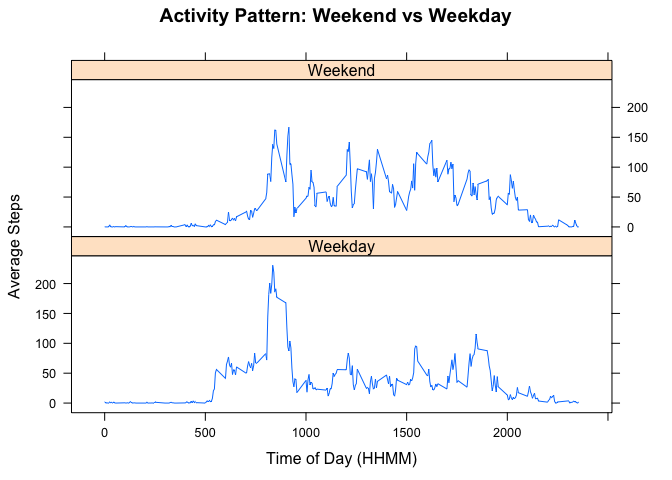 Activity Pattern: Weekend vs Weekday
Weekend
200
150
100
50
0
Weekday
200
150
100
50
0
Average Steps
0 500 1000 1500 2000
Time of Day (HHMM)